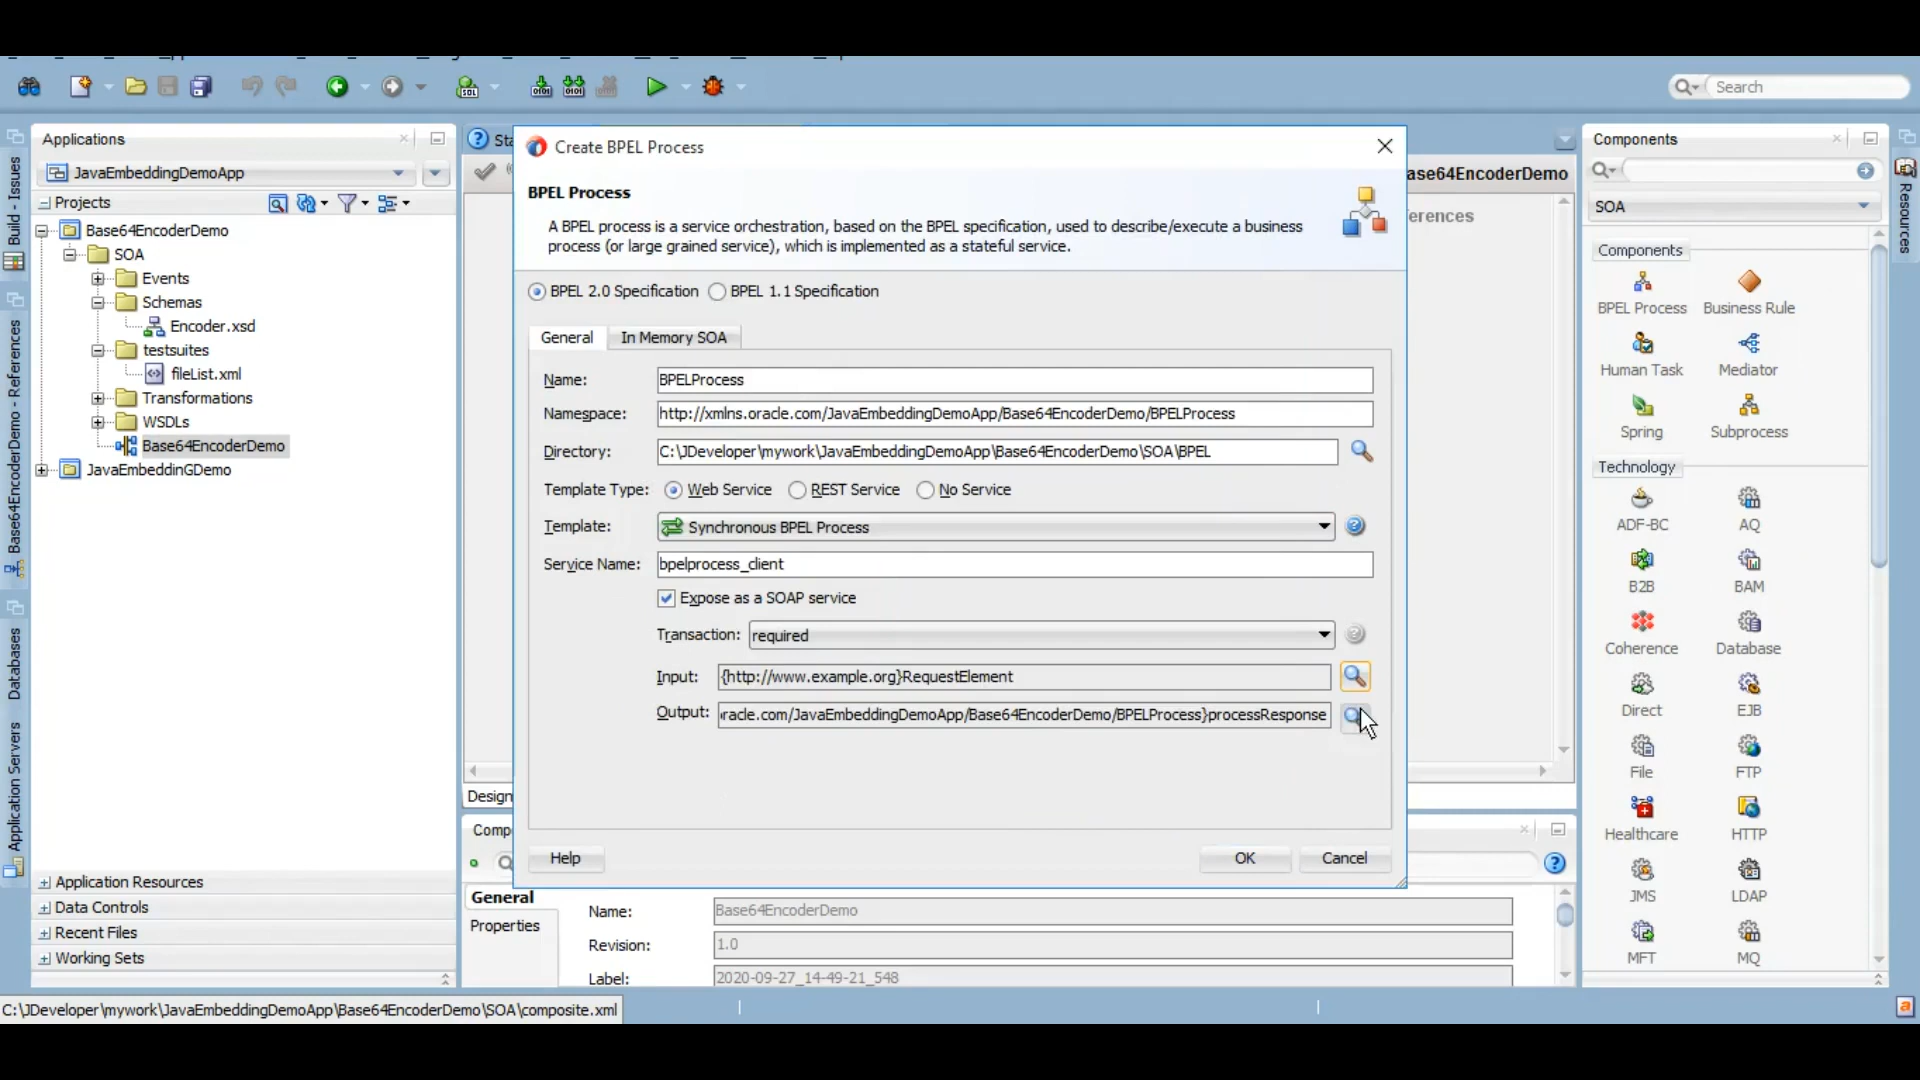 Search
Applications
JavaEmbeddingDemoApp
Projects
Base64EncoderDemo
SOA
Events
Schemas
Encoder.xsd
testsuites
fileList.xml
Transformations
WSDLs
Base64EncoderDemo
JavaEmbeddinGDemo
Application Resources
Data Controls
Recent Files
Working Sets
Build - Issues
Base64EncoderDemo - References
Databases
Application Servers
Create BPEL Process
BPEL Process
A BPEL process is a service orchestration, based on the BPEL specification, used to describe/execute a business
process (or large grained service), which is implemented as a stateful service.
BPEL 2.0 Specification BPEL 1.1 Specification
General In Memory SOA
Name: BPELProcess
Namespace: http://xmlns.oracle.com/JavaEmbeddingDemoApp/Base64EncoderDemo/BPELProcess
Directory: C:\JDeveloper\mywork\JavaEmbeddingDemoApp\Base64EncoderDemo\SOA\BPEL
Template Type: Web Service REST Service No Service
Template: Synchronous BPEL Process
Service Name: bpelprocess_client
Expose as a SOAP service
Transaction: required
Input: {http://www.example.org}RequestElement
Output: racle.com/JavaEmbeddingDemoApp/Base64EncoderDemo/BPELProcess}processResponse
Help OK Cancel
Sta
ase64EncoderDemo
erences
Design
Comp
General
Properties
Name: Base64EncoderDemo
Revision: 1.0
Label: 2020-09-27_14-49-21_548
Components
SOA
Components
BPEL Process Business Rule
Human Task Mediator
Spring Subprocess
Technology
ADF-BC AQ
B2B BAM
Coherence Database
Direct EJB
File FTP
Healthcare HTTP
JMS LDAP
MFT MQ
Resources
C:\JDeveloper\mywork\JavaEmbeddingDemoApp\Base64EncoderDemo\SOA\composite.xml